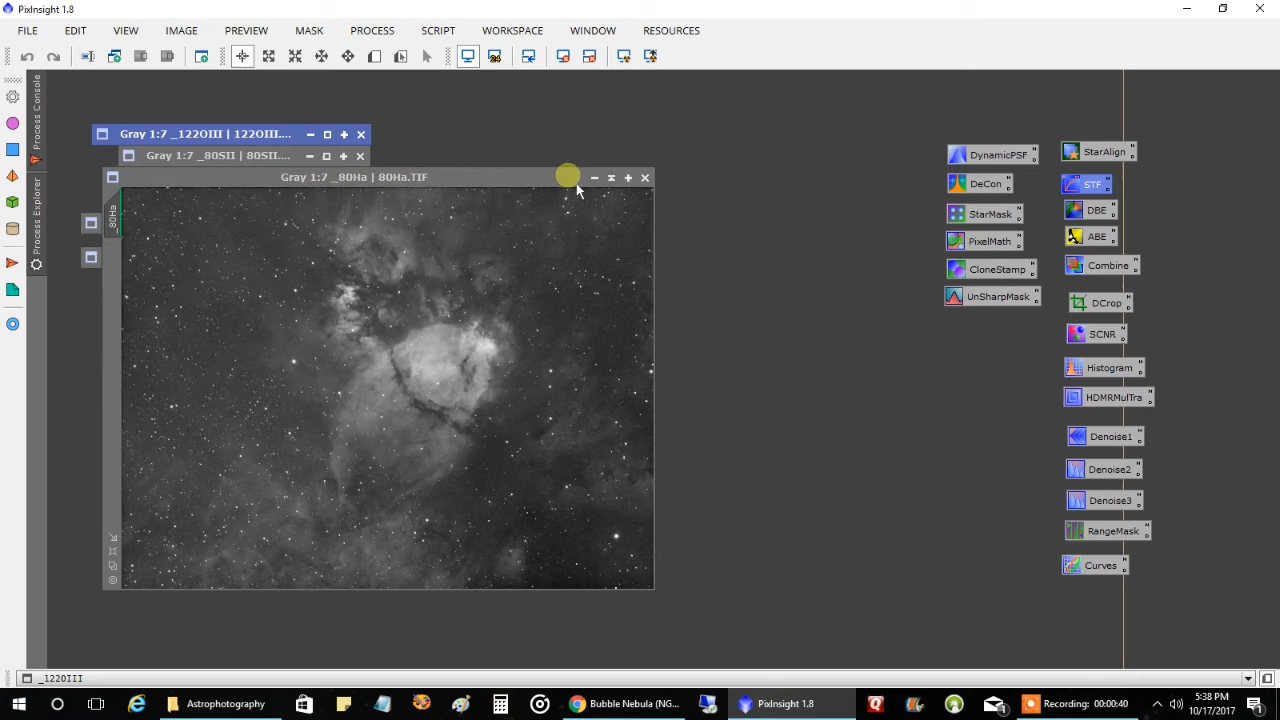 PixInsight 1.8
FILE EDIT VIEW IMAGE PREVIEW MASK PROCESS SCRIPT WORKSPACE WINDOW RESOURCES
Process Console
Process Explorer
Gray 1:7 _122OIII | 122OIII....
Gray 1:7 _80SII | 80SII....
Gray 1:7 _80Ha | 80Ha.TIF
_80Ha
DynamicPSF
DeCon
StarMask
PixelMath
CloneStamp
UnSharpMask
StarAlign
STF
DBE
ABE
Combine
DCrop
SCNR
Histogram
HDMRMulTra
Denoise1
Denoise2
Denoise3
RangeMask
Curves
_122OIII
Astrophotography
Bubble Nebula (NG...
PixInsight 1.8
Recording: 00:00:40
5:38 PM
10/17/2017